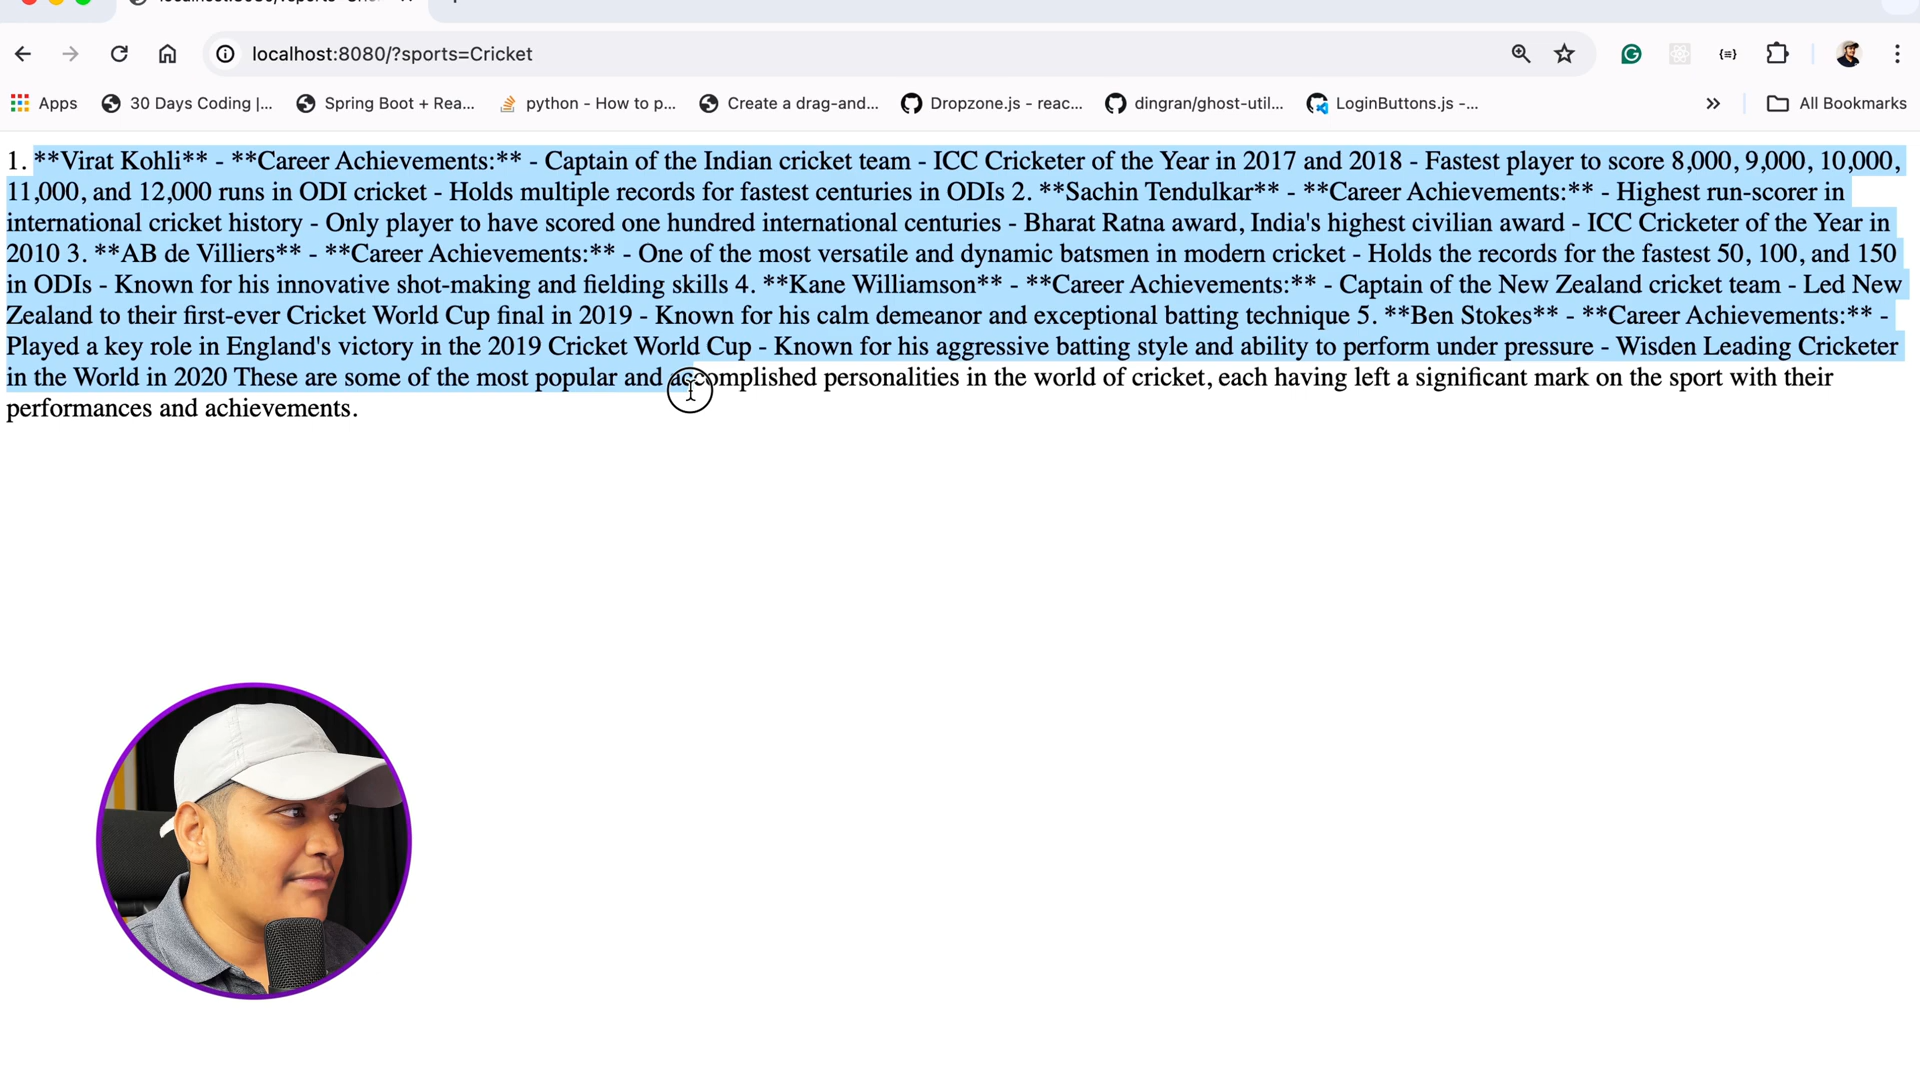 localhost:8080/?sports=Cricket
Apps 30 Days Coding |... Spring Boot + Rea... python - How to p... Create a drag-and... Dropzone.js - reac... dingran/ghost-util... LoginButtons.js -... All Bookmarks
1. **Virat Kohli** - **Career Achievements:** - Captain of the Indian cricket team - ICC Cricketer of the Year in 2017 and 2018 - Fastest player to score 8,000, 9,000, 10,000,
11,000, and 12,000 runs in ODI cricket - Holds multiple records for fastest centuries in ODIs 2. **Sachin Tendulkar** - **Career Achievements:** - Highest run-scorer in
international cricket history - Only player to have scored one hundred international centuries - Bharat Ratna award, India's highest civilian award - ICC Cricketer of the Year in
2010 3. **AB de Villiers** - **Career Achievements:** - One of the most versatile and dynamic batsmen in modern cricket - Holds the records for the fastest 50, 100, and 150
in ODIs - Known for his innovative shot-making and fielding skills 4. **Kane Williamson** - **Career Achievements:** - Captain of the New Zealand cricket team - Led New
Zealand to their first-ever Cricket World Cup final in 2019 - Known for his calm demeanor and exceptional batting technique 5. **Ben Stokes** - **Career Achievements:** -
Played a key role in England's victory in the 2019 Cricket World Cup - Known for his aggressive batting style and ability to perform under pressure - Wisden Leading Cricketer
in the World in 2020 These are some of the most popular and accomplished personalities in the world of cricket, each having left a significant mark on the sport with their
performances and achievements.